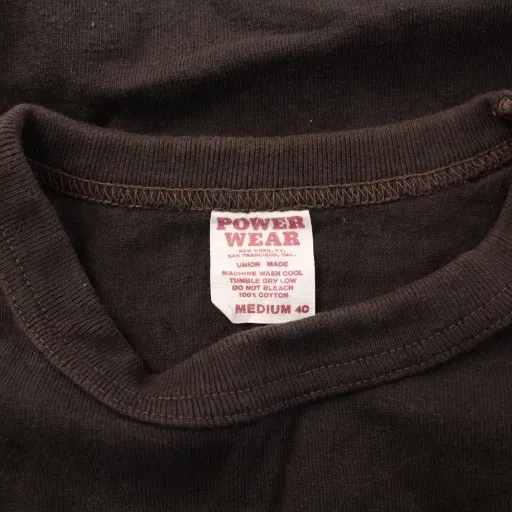 POWER
WEAR
NEW YORK, NY.
SAN FRANCISCO, CAL.
UNION MADE
MACHINE WASH COOL
TUMBLE DRY LOW
DO NOT BLEACH
100% COTTON
MEDIUM 40